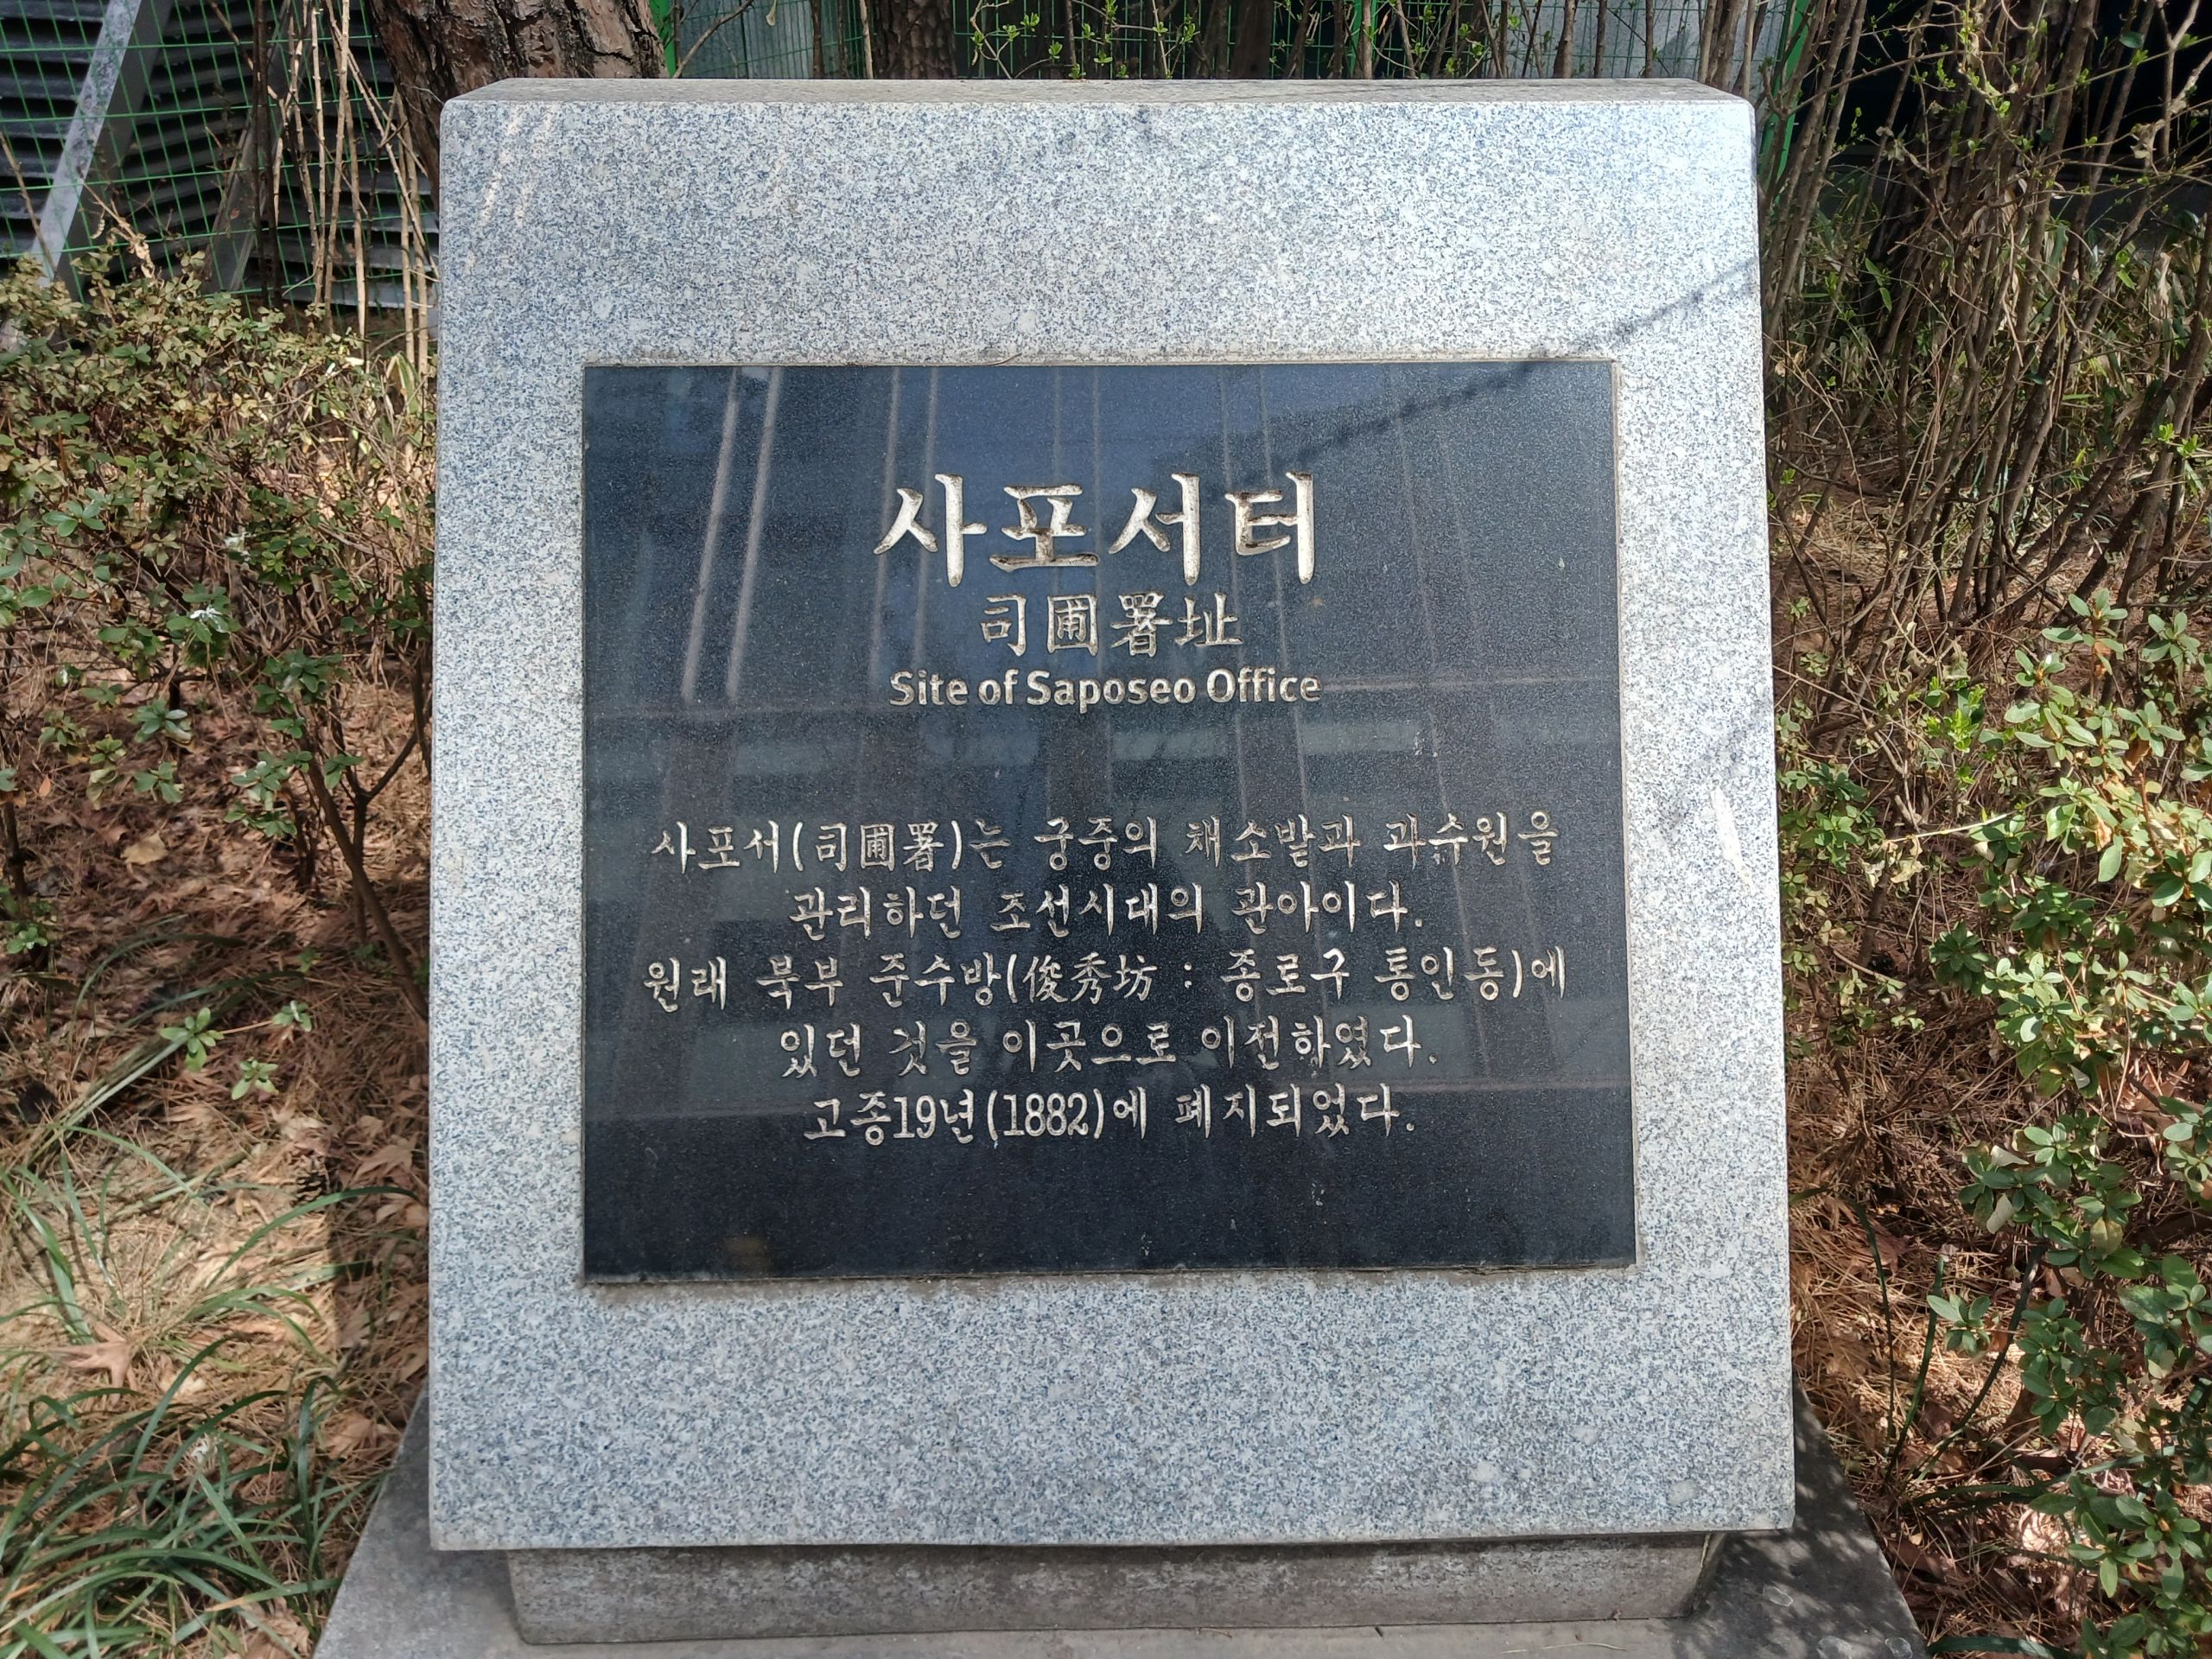 사포서터
司圃署址
Site of Saposeo Office
사포서(司圃署)는 궁중의 채소밭과 과수원을
관리하던 조선시대의 관아이다.
원래 북부 준수방(俊秀坊 : 종로구 통인동)에
있던 것을 이곳으로 이전하였다.
고종19년(1882)에 폐지되었다.